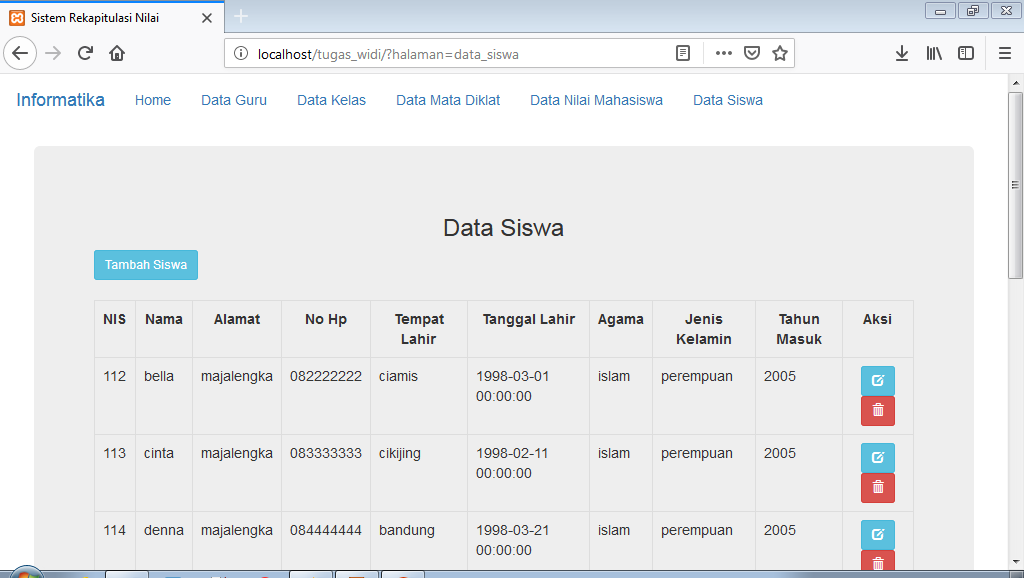 Sistem Rekapitulasi Nilai
localhost/tugas_widi/?halaman=data_siswa
Informatika Home Data Guru Data Kelas Data Mata Diklat Data Nilai Mahasiswa Data Siswa
Data Siswa
Tambah Siswa
NIS Nama Alamat No Hp Tempat Lahir Tanggal Lahir Agama Jenis Kelamin Tahun Masuk Aksi
112 bella majalengka 082222222 ciamis 1998-03-01 00:00:00 islam perempuan 2005
113 cinta majalengka 083333333 cikijing 1998-02-11 00:00:00 islam perempuan 2005
114 denna majalengka 084444444 bandung 1998-03-21 00:00:00 islam perempuan 2005